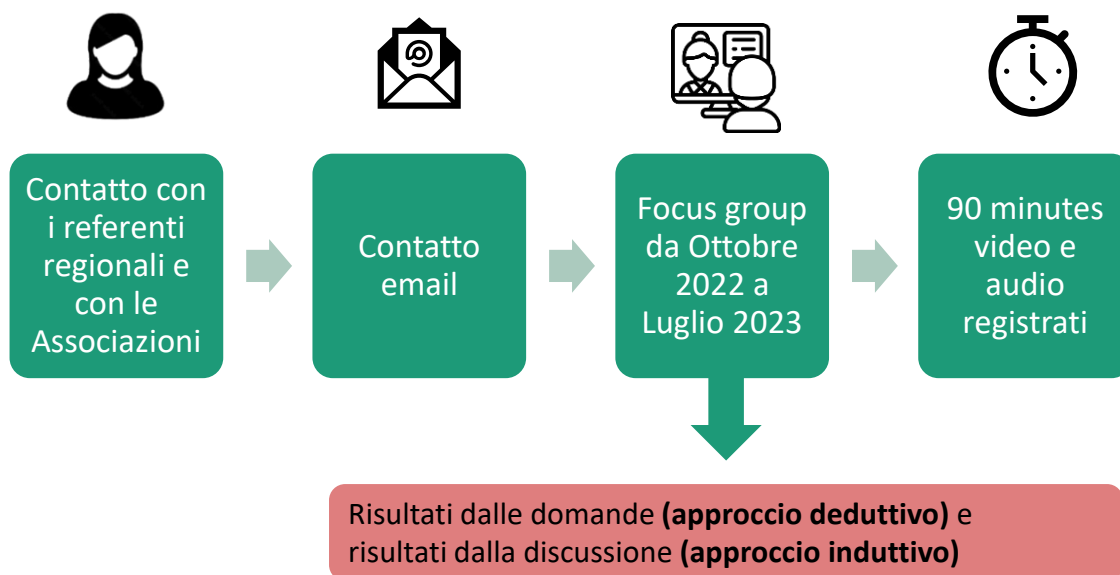 Contatto con
i referenti
regionali e
con le
Associazioni
Contatto
email
Focus group
da Ottobre
2022 a
Luglio 2023
90 minutes
video e
audio
registrati
Risultati dalle domande (approccio deduttivo) e
risultati dalla discussione (approccio induttivo)